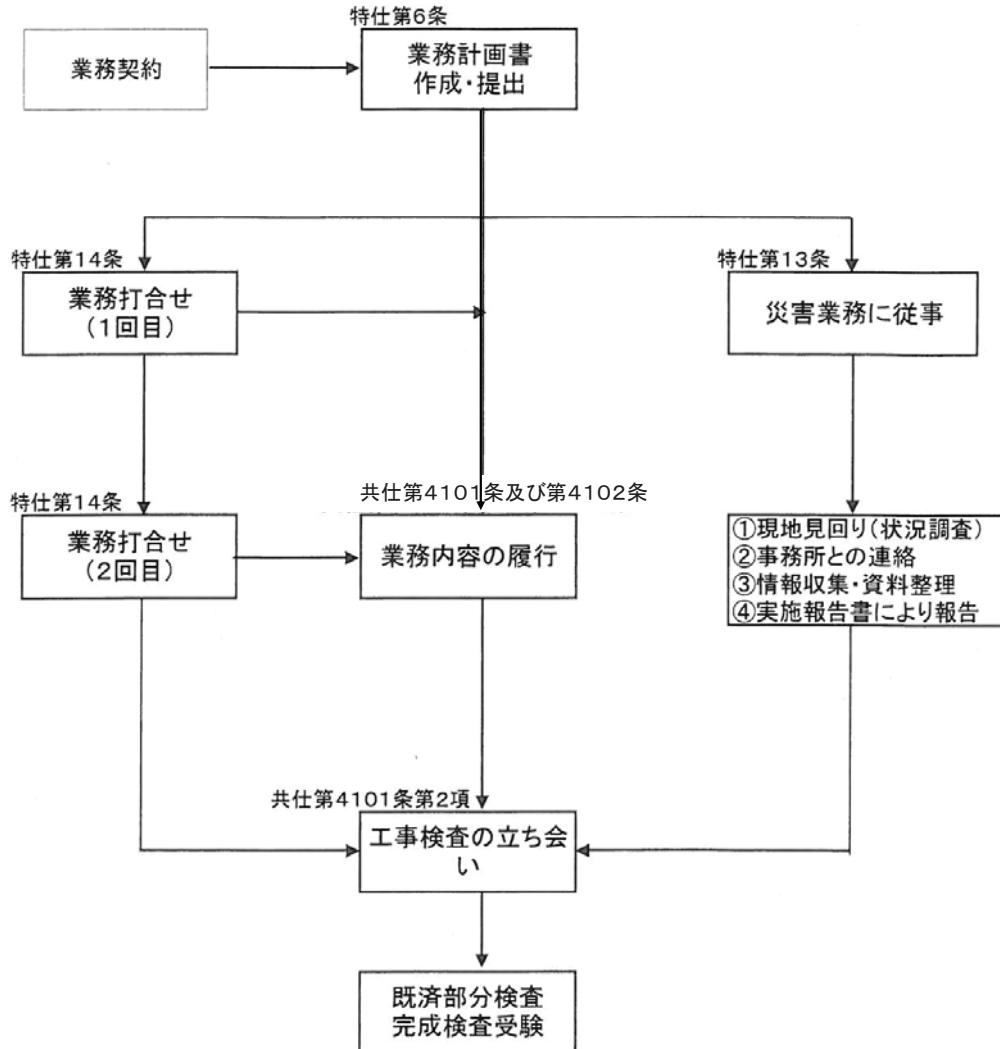 特仕第6条
業務契約
業務計画書
作成・提出
特仕第14条
業務打合せ
(1回目)
特仕第13条
災害業務に従事
特仕第14条
業務打合せ
(2回目)
共仕第4101条及び第4102条
業務内容の履行
①現地見回り(状況調査)
②事務所との連絡
③情報収集・資料整理
④実施報告書により報告
共仕第4101条第2項
工事検査の立ち会
い
既済部分検査
完成検査受験